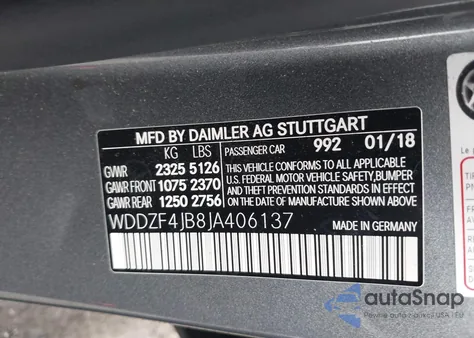 MFD BY DAIMLER AG STUTTGART
KG LBS PASSENGER CAR 992 01/18
GVWR 2325 5126 THIS VEHICLE CONFORMS TO ALL APPLICABLE
GAWR FRONT 1075 2370 U.S. FEDERAL MOTOR VEHICLE SAFETY, BUMPER
AND THEFT PREVENTION STANDARDS IN EFFECT
GAWR REAR 1250 2756 ON THE DATE OF MANUFACTURE SHOWN ABOVE.
WDDZF4JB8JA406137 MADE IN GERMANY
TI
PN
autoSnap